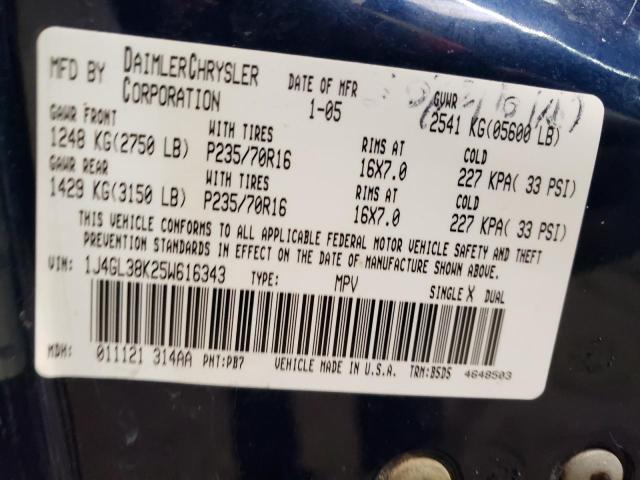 MFD BY DAIMLERCHRYSLER CORPORATION
DATE OF MFR 1-05
GVWR 2541 KG(05600 LB)
GAWR FRONT 1248 KG(2750 LB)
WITH TIRES P235/70R16
RIMS AT 16X7.0
COLD 227 KPA( 33 PSI)
GAWR REAR 1429 KG(3150 LB)
WITH TIRES P235/70R16
RIMS AT 16X7.0
COLD 227 KPA( 33 PSI)
THIS VEHICLE CONFORMS TO ALL APPLICABLE FEDERAL MOTOR VEHICLE SAFETY AND THEFT
PREVENTION STANDARDS IN EFFECT ON THE DATE OF MANUFACTURE SHOWN ABOVE.
VIN: 1J4GL38K25W616343 TYPE: MPV SINGLE X DUAL
MDH: 011121 314AA PNT:PB7 VEHICLE MADE IN U.S.A. TRM:BSD5 4648503